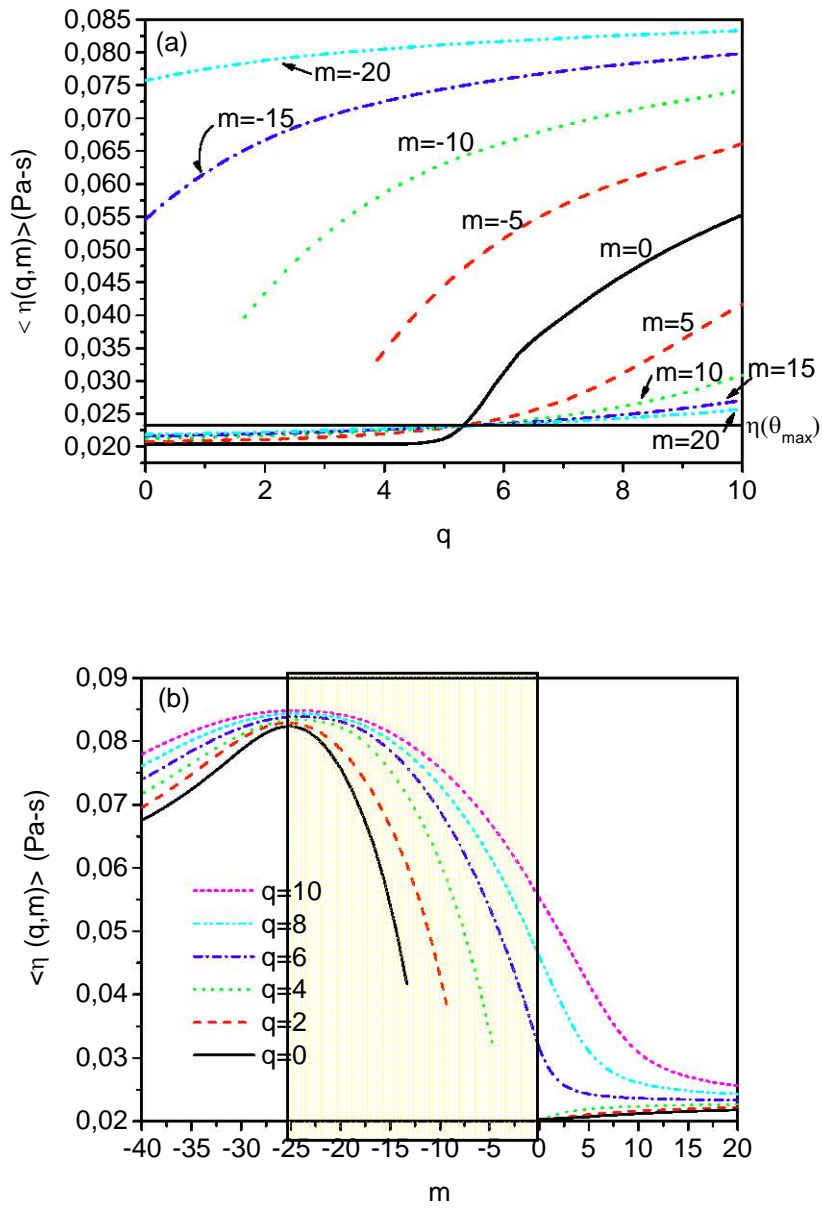 (a)
0,085
0,080
0,075
0,070
0,065
0,060
0,055
0,050
0,045
0,040
0,035
0,030
0,025
0,020
< η(q,m)>(Pa-s)
m=-20
m=-15
m=-10
m=-5
m=0
m=5
m=10
m=15
m=20
η(θmax)
0 2 4 6 8 10
q
(b)
0,09
0,08
0,07
0,06
0,05
0,04
0,03
0,02
<η (q,m)> (Pa-s)
q=10
q=8
q=6
q=4
q=2
q=0
-40 -35 -30 -25 -20 -15 -10 -5 0 5 10 15 20
m